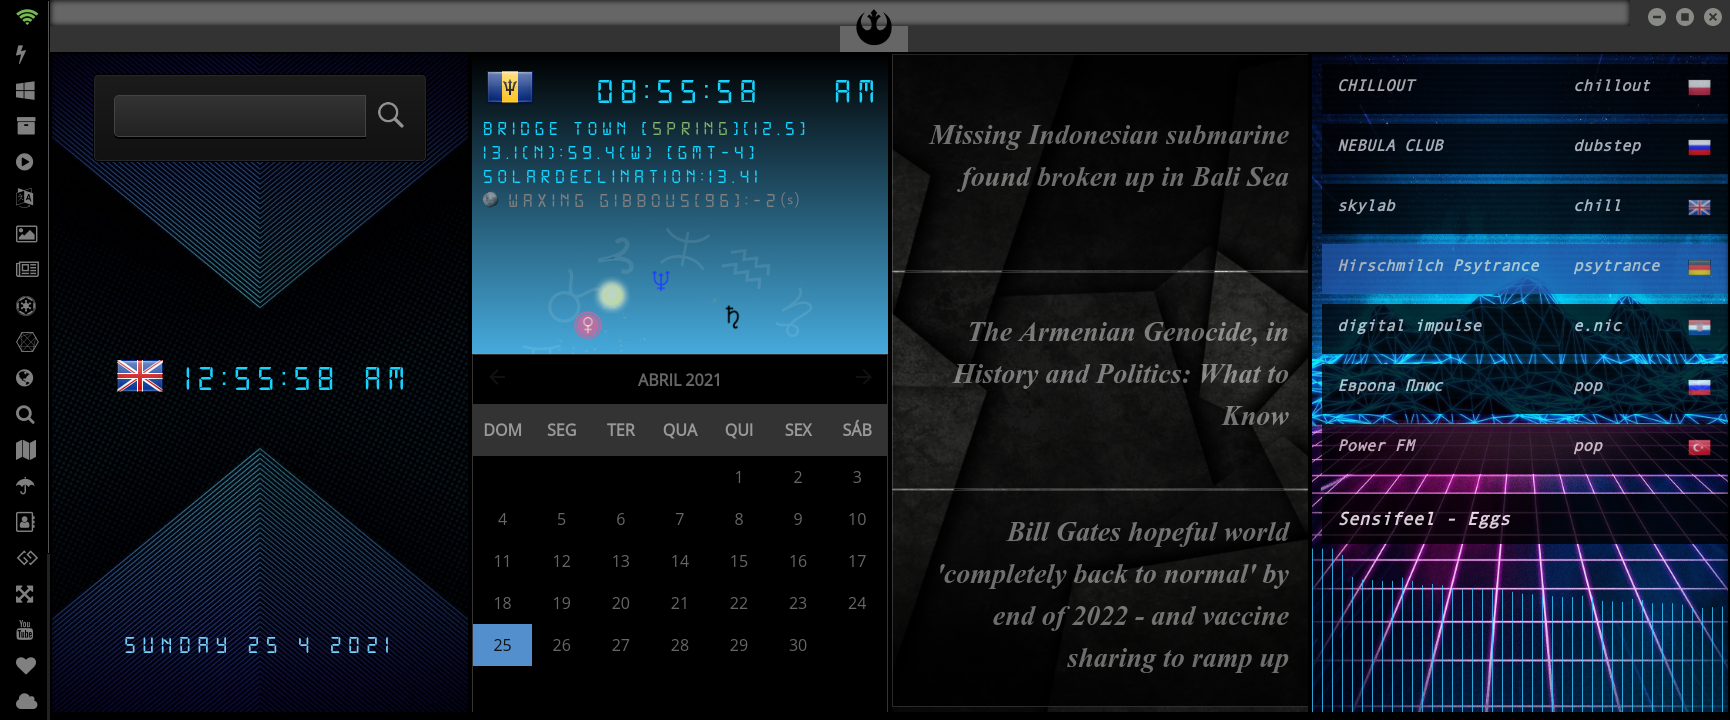 12:55:58 AM
SUNDAY 25 4 2021
08:55:58 AM
BRIDGE TOWN [SPRING][12.5]
13.1(N):59.4(W) [GMT-4]
SOLARDECLINATION:13.41
WAXING GIBBOUS[96]:-2(s)
ABRIL 2021
DOM SEG TER QUA QUI SEX SÁB
1 2 3
4 5 6 7 8 9 10
11 12 13 14 15 16 17
18 19 20 21 22 23 24
25 26 27 28 29 30
Missing Indonesian submarine
found broken up in Bali Sea
The Armenian Genocide, in
History and Politics: What to
Know
Bill Gates hopeful world
'completely back to normal' by
end of 2022 - and vaccine
sharing to ramp up
CHILLOUT chillout
NEBULA CLUB dubstep
skylab chill
Hirschmilch Psytrance psytrance
digital impulse e.nic
Европа Плюс pop
Power FM pop
Sensifeel - Eggs
You
Tube